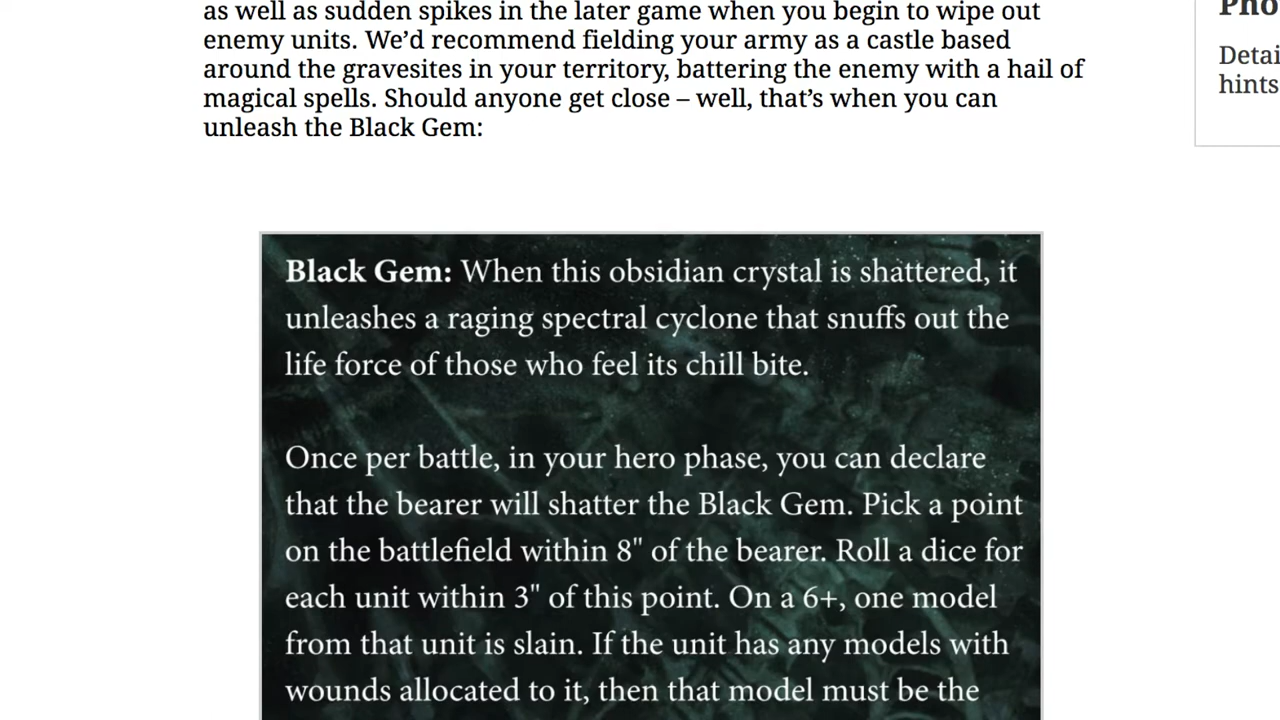 as well as sudden spikes in the later game when you begin to wipe out
enemy units. We’d recommend fielding your army as a castle based
around the gravesites in your territory, battering the enemy with a hail of
magical spells. Should anyone get close – well, that’s when you can
unleash the Black Gem:
Pho
Detai
hints
Black Gem: When this obsidian crystal is shattered, it
unleashes a raging spectral cyclone that snuffs out the
life force of those who feel its chill bite.
Once per battle, in your hero phase, you can declare
that the bearer will shatter the Black Gem. Pick a point
on the battlefield within 8" of the bearer. Roll a dice for
each unit within 3" of this point. On a 6+, one model
from that unit is slain. If the unit has any models with
wounds allocated to it, then that model must be the